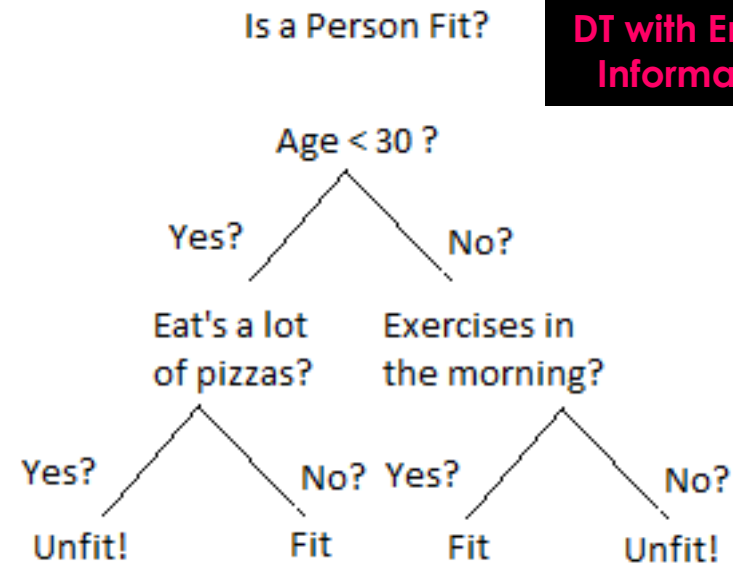 Is a Person Fit?
DT with
Age < 30 ?
Yes?
No?
Eat's a lot
of pizzas?
Exercises in
the morning?
Yes?
No?
Yes?
No?
Unfit!
Fit
Fit
Unfit!